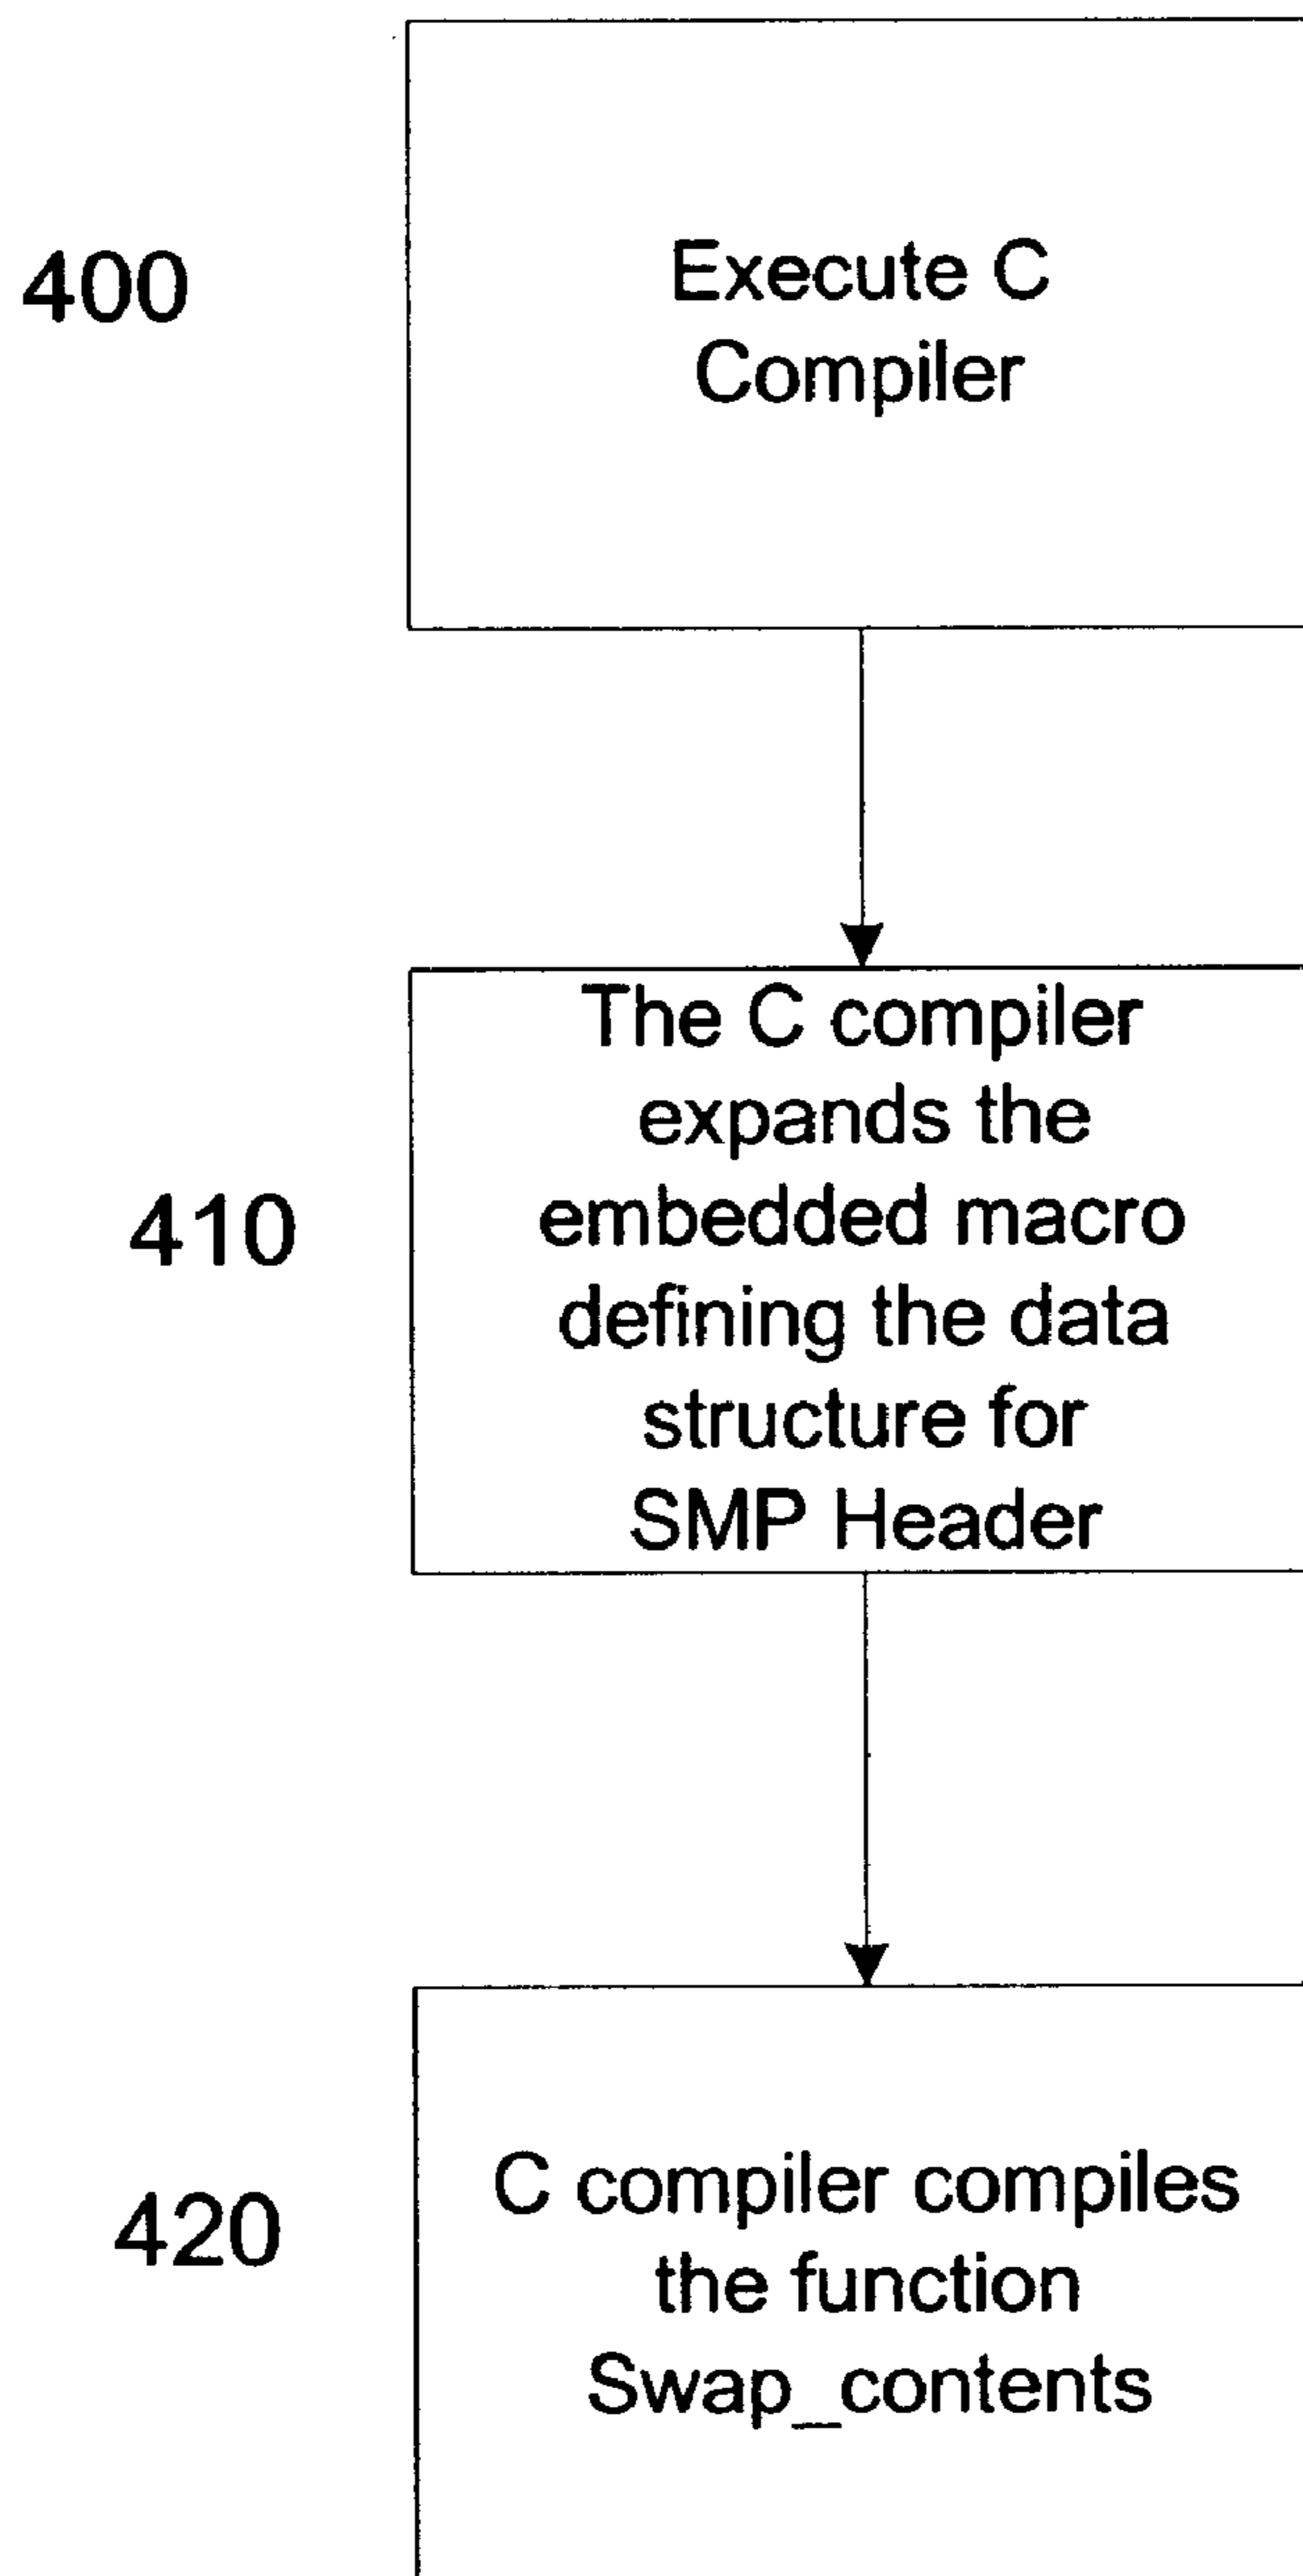 400
Execute C
Compiler
410
The C compiler
expands the
embedded macro
defining the data
structure for
SMP Header
420
C compiler compiles
the function
Swap_contents